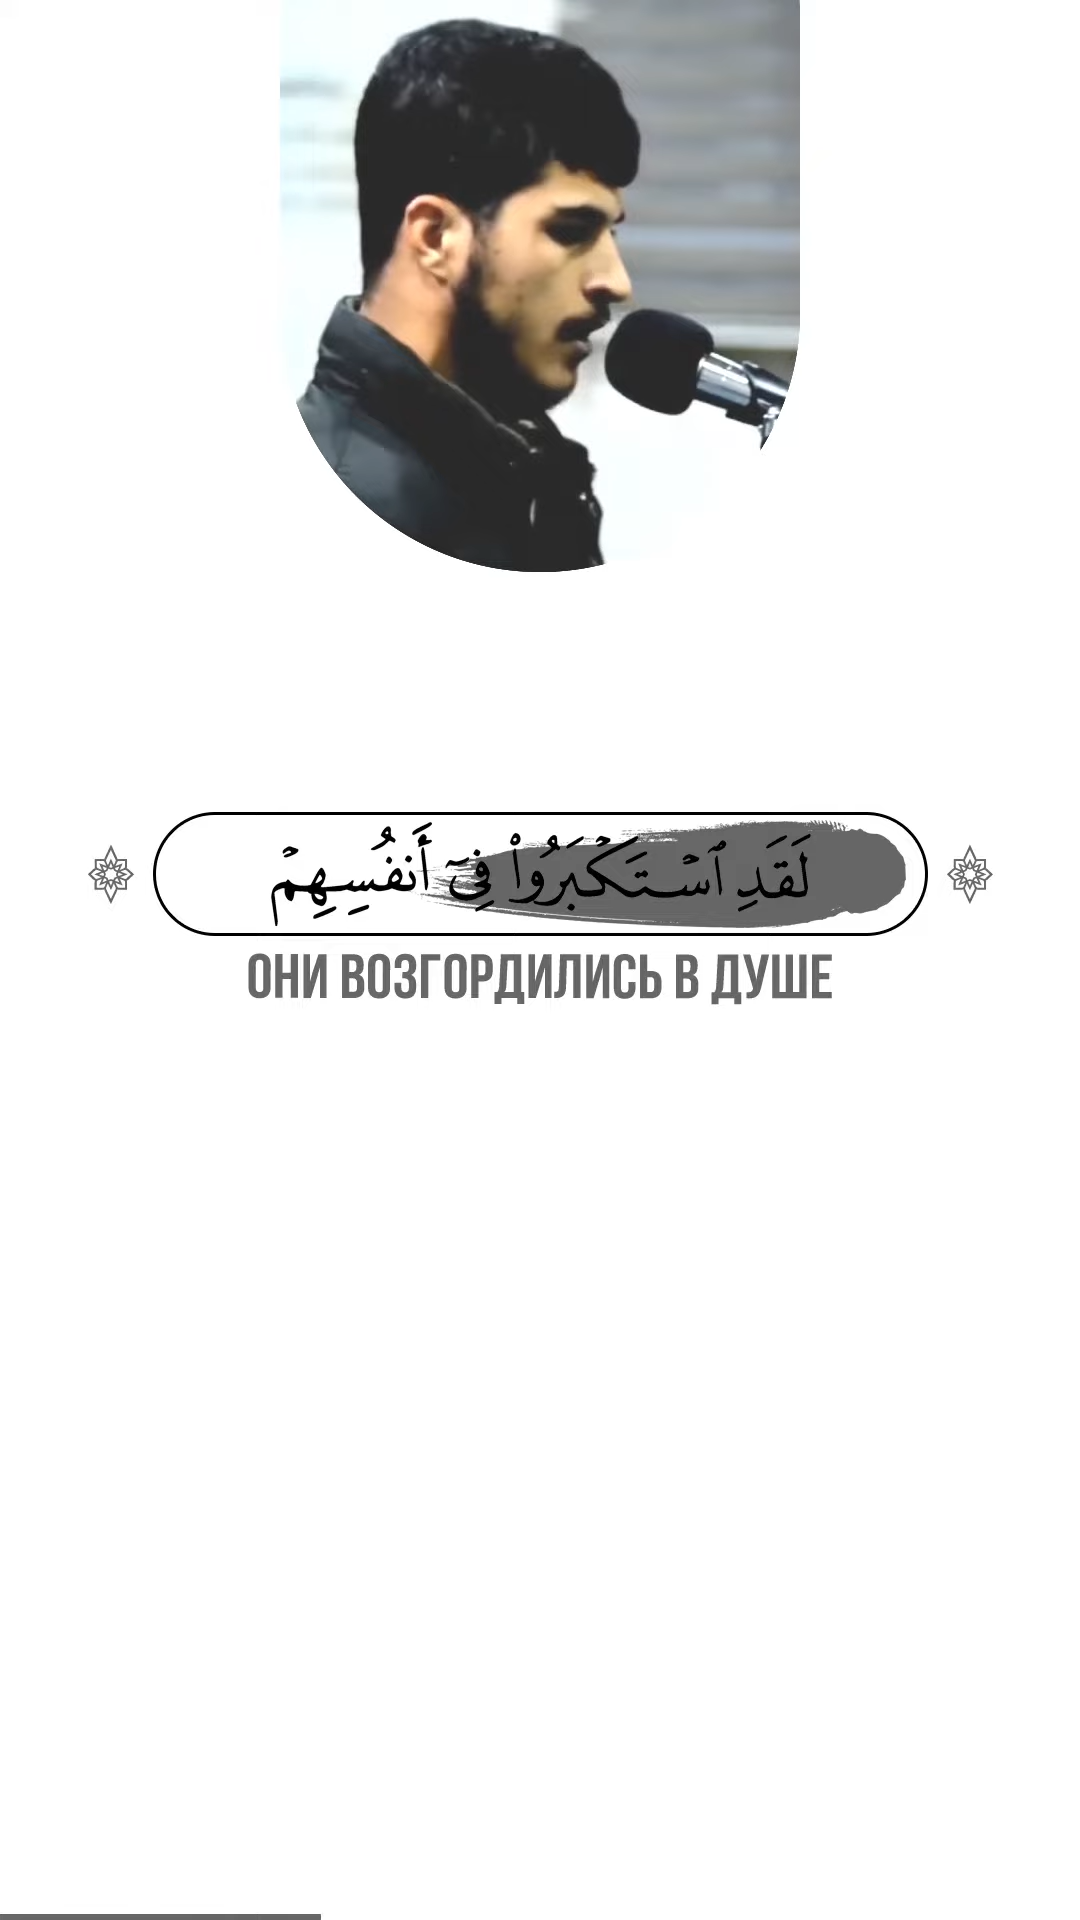 لَقَدِ ٱسْتَكْبَرُوا۟ فِىٓ أَنفُسِهِمْ
ОНИ ВОЗГОРДИЛИСЬ В ДУШЕ